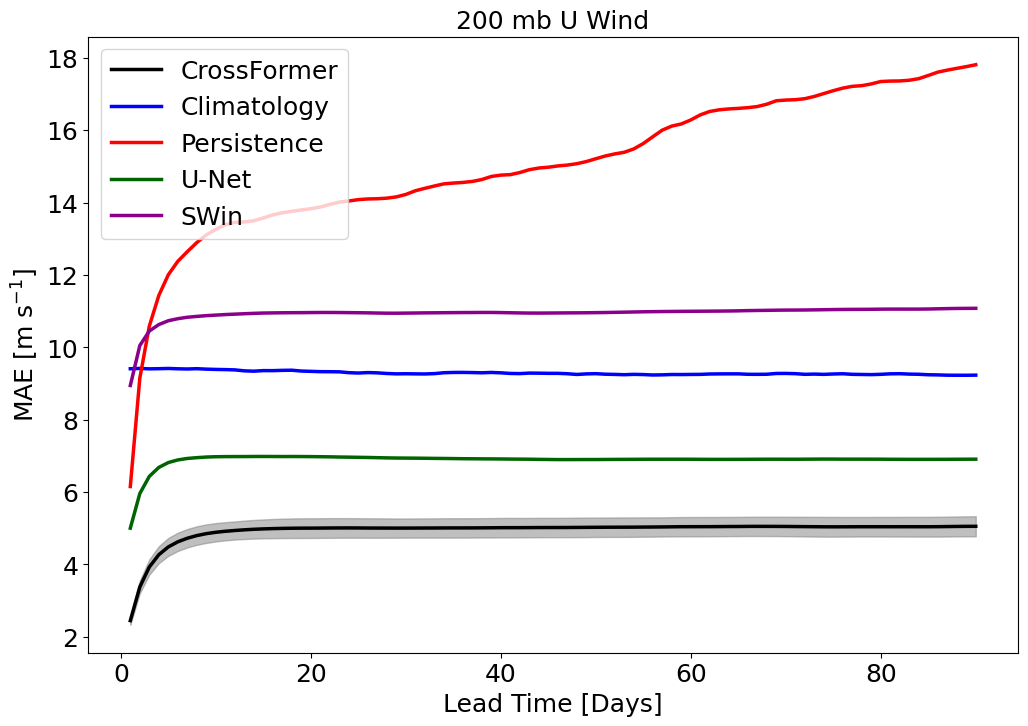 200 mb U Wind
CrossFormer
Climatology
Persistence
U-Net
SWin
MAE [m s⁻¹]
18
16
14
12
10
8
6
4
2
0 20 40 60 80
Lead Time [Days]